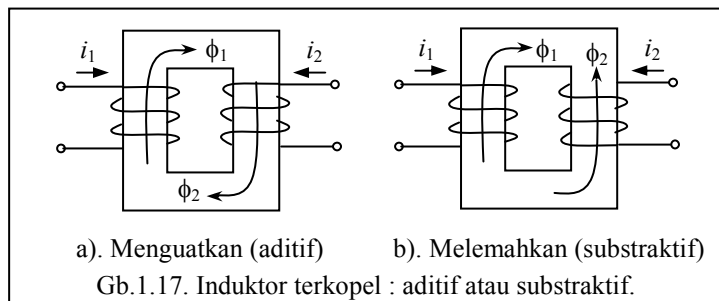 i1 ϕ1 i2
ϕ2
i1 ϕ1 ϕ2 i2
a). Menguatkan (aditif) b). Melemahkan (substraktif)
Gb.1.17. Induktor terkopel : aditif atau substraktif.